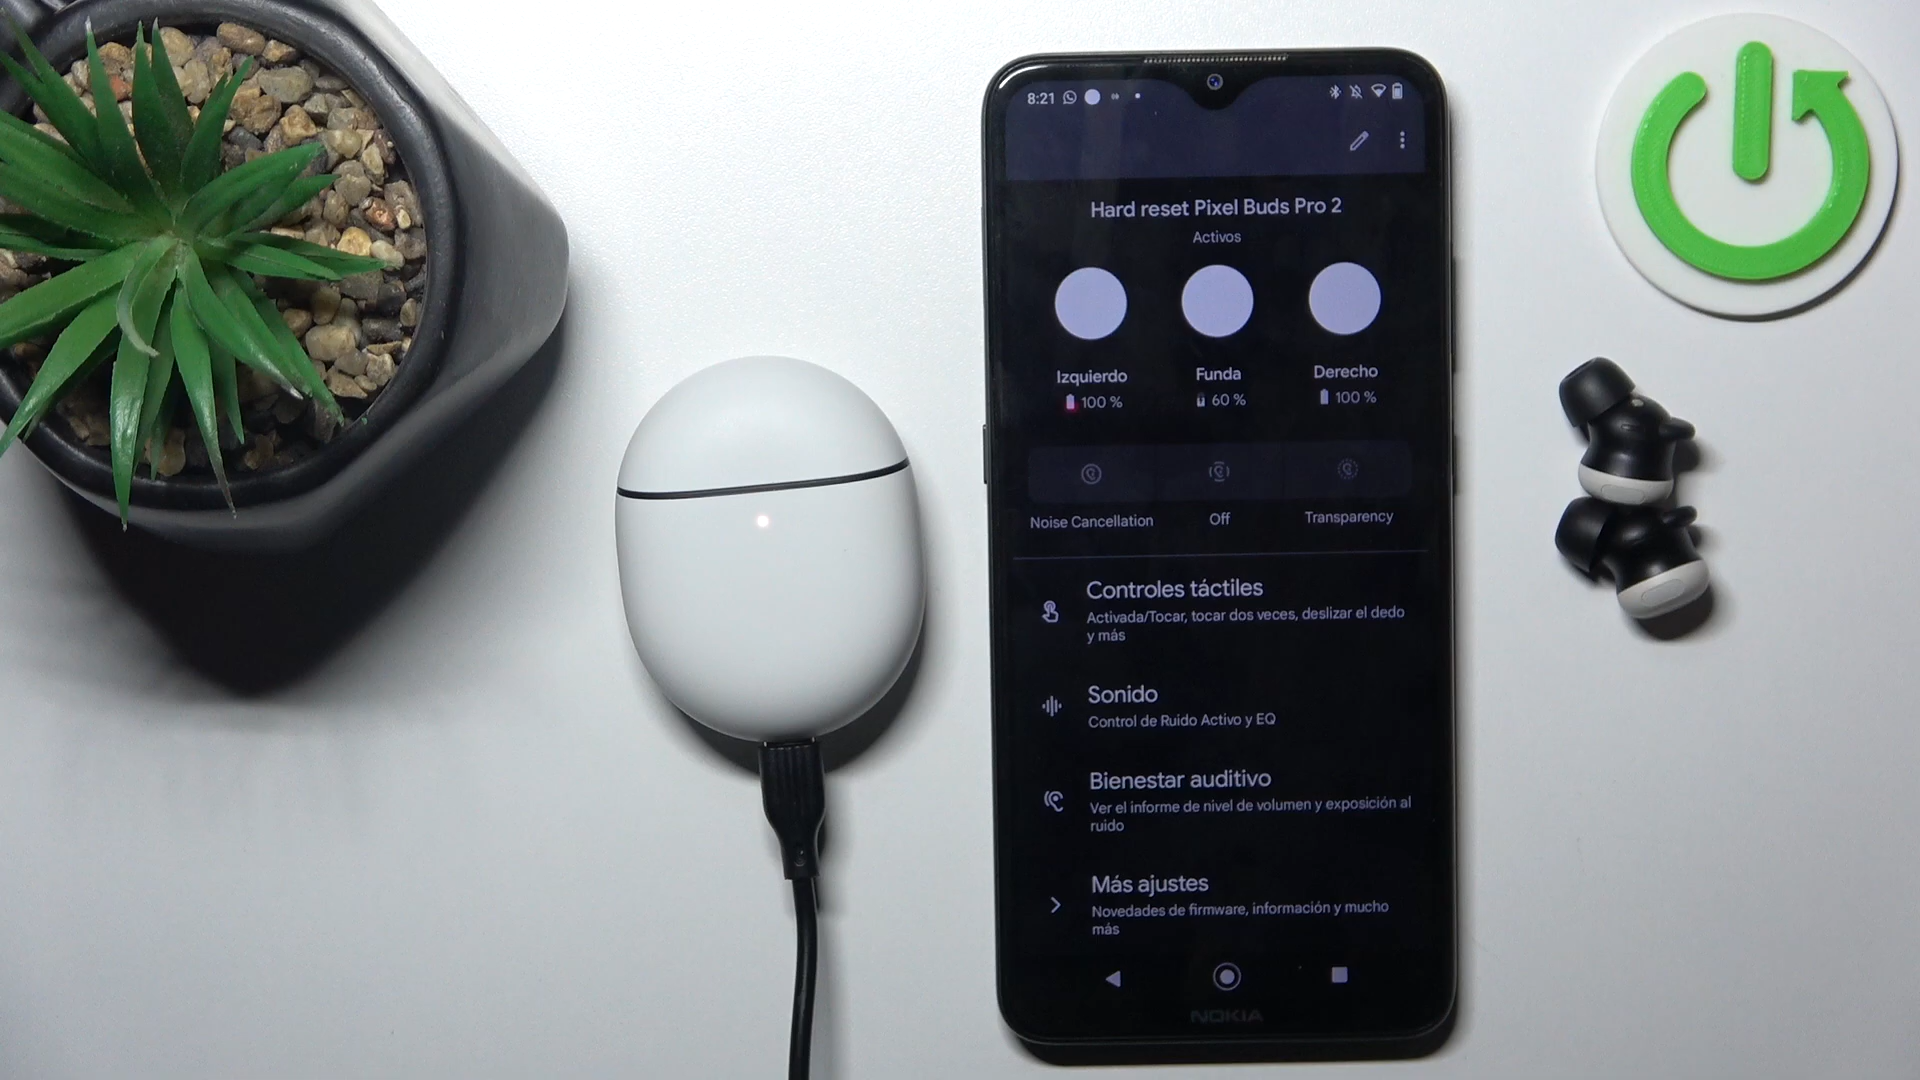 8:21
Hard reset Pixel Buds Pro 2
Activos
Izquierdo
Funda
Derecho
100 %
60 %
100 %
Noise Cancellation
Off
Transparency
Controles táctiles
Activada/Tocar, tocar dos veces, deslizar el dedo
y más
Sonido
Control de Ruido Activo y EQ
Bienestar auditivo
Ver el informe de nivel de volumen y exposición al
ruido
Más ajustes
Novedades de firmware, información y mucho
más
NOKIA